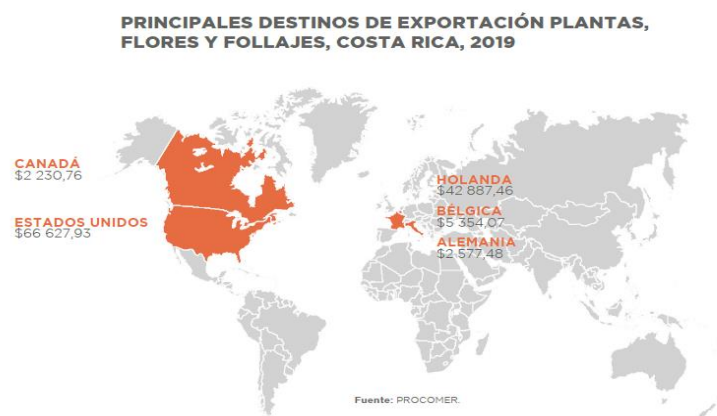 PRINCIPALES DESTINOS DE EXPORTACIÓN PLANTAS,
FLORES Y FOLLAJES, COSTA RICA, 2019
CANADÁ
$2 230,76
ESTADOS UNIDOS
$66 627,93
HOLANDA
$42 887,46
BÉLGICA
$5 354,07
ALEMANIA
$2 577,48
Fuente: PROCOMER.